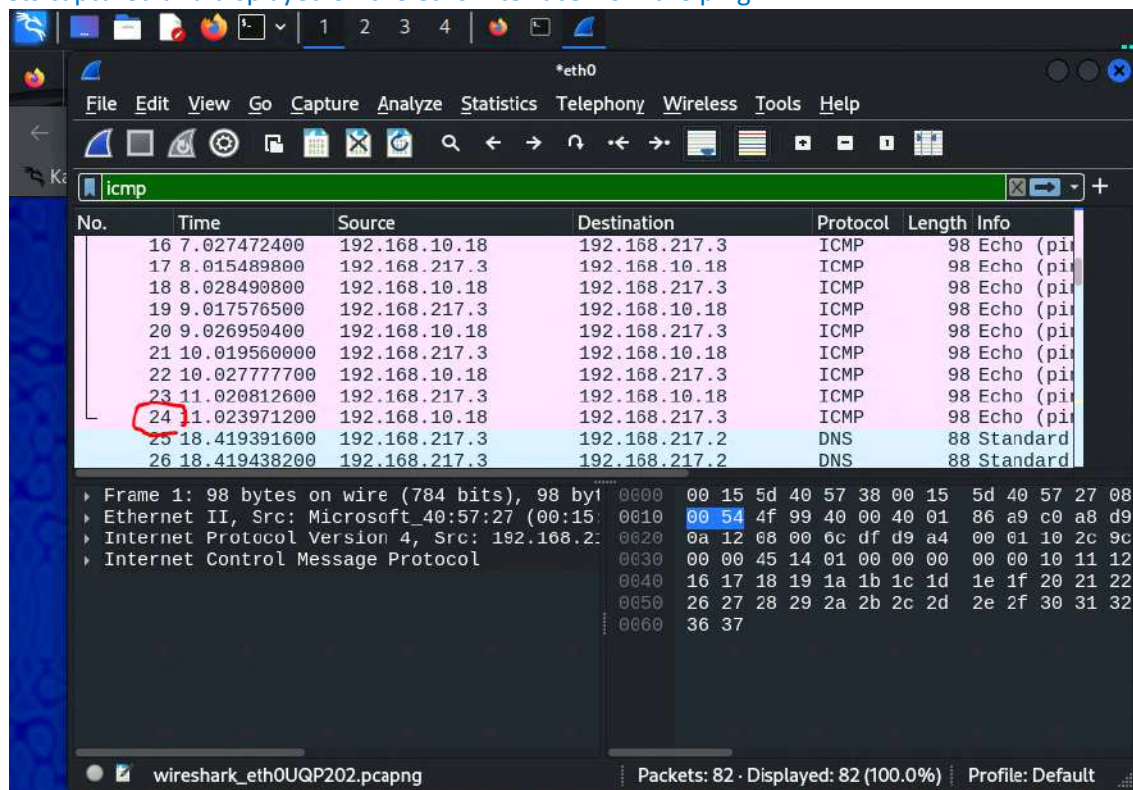 1 2 3 4
*eth0
File Edit View Go Capture Analyze Statistics Telephony Wireless Tools Help
icmp
No. Time Source Destination Protocol Length Info
16 7.027472400 192.168.10.18 192.168.217.3 ICMP 98 Echo (pin
17 8.015489800 192.168.217.3 192.168.10.18 ICMP 98 Echo (pin
18 8.028490800 192.168.10.18 192.168.217.3 ICMP 98 Echo (pin
19 9.017576500 192.168.217.3 192.168.10.18 ICMP 98 Echo (pin
20 9.026950400 192.168.10.18 192.168.217.3 ICMP 98 Echo (pin
21 10.019560000 192.168.217.3 192.168.10.18 ICMP 98 Echo (pin
22 10.027777700 192.168.10.18 192.168.217.3 ICMP 98 Echo (pin
23 11.020812600 192.168.217.3 192.168.10.18 ICMP 98 Echo (pin
24 11.023971200 192.168.10.18 192.168.217.3 ICMP 98 Echo (pin
25 18.419391600 192.168.217.3 192.168.217.2 DNS 88 Standard
26 18.419438200 192.168.217.3 192.168.217.2 DNS 88 Standard
Frame 1: 98 bytes on wire (784 bits), 98 byt
Ethernet II, Src: Microsoft_40:57:27 (00:15:
Internet Protocol Version 4, Src: 192.168.21
Internet Control Message Protocol
0000 00 15 5d 40 57 38 00 15 5d 40 57 27 08
0010 00 54 4f 99 40 00 40 01 86 a9 c0 a8 d9
0020 0a 12 08 00 6c df d9 a4 00 01 10 2c 9c
0030 00 00 45 14 01 00 00 00 00 00 10 11 12
0040 16 17 18 19 1a 1b 1c 1d 1e 1f 20 21 22
0050 26 27 28 29 2a 2b 2c 2d 2e 2f 30 31 32
0060 36 37
wireshark_eth0UQP202.pcapng Packets: 82 · Displayed: 82 (100.0%) Profile: Default